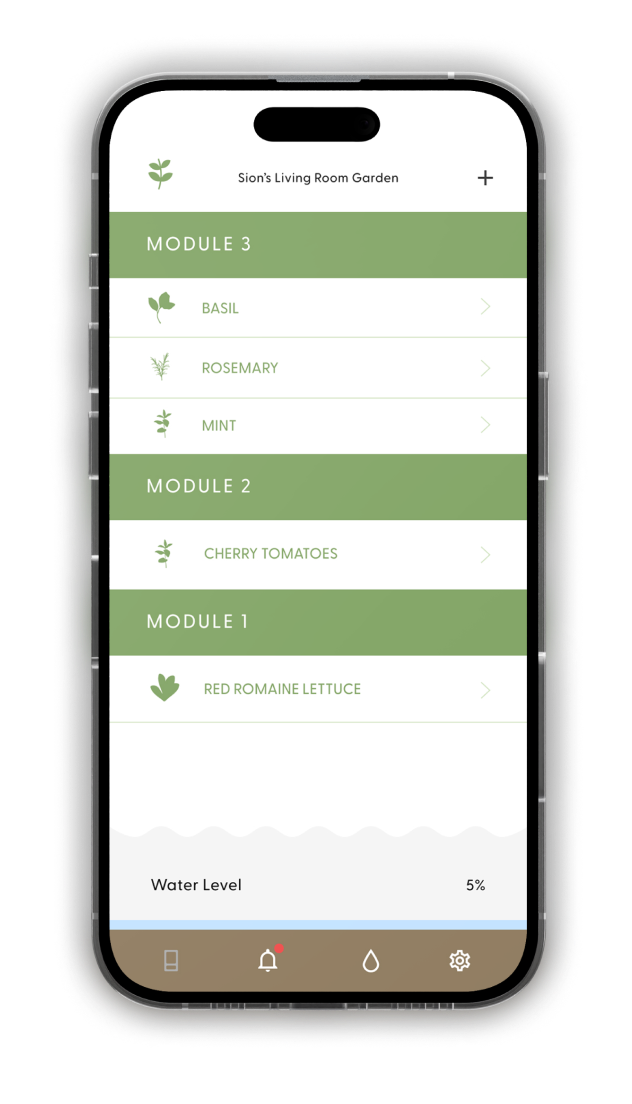 Sion's Living Room Garden
MODULE 3
BASIL
ROSEMARY
MINT
MODULE 2
CHERRY TOMATOES
MODULE 1
RED ROMAINE LETTUCE
Water Level 5%